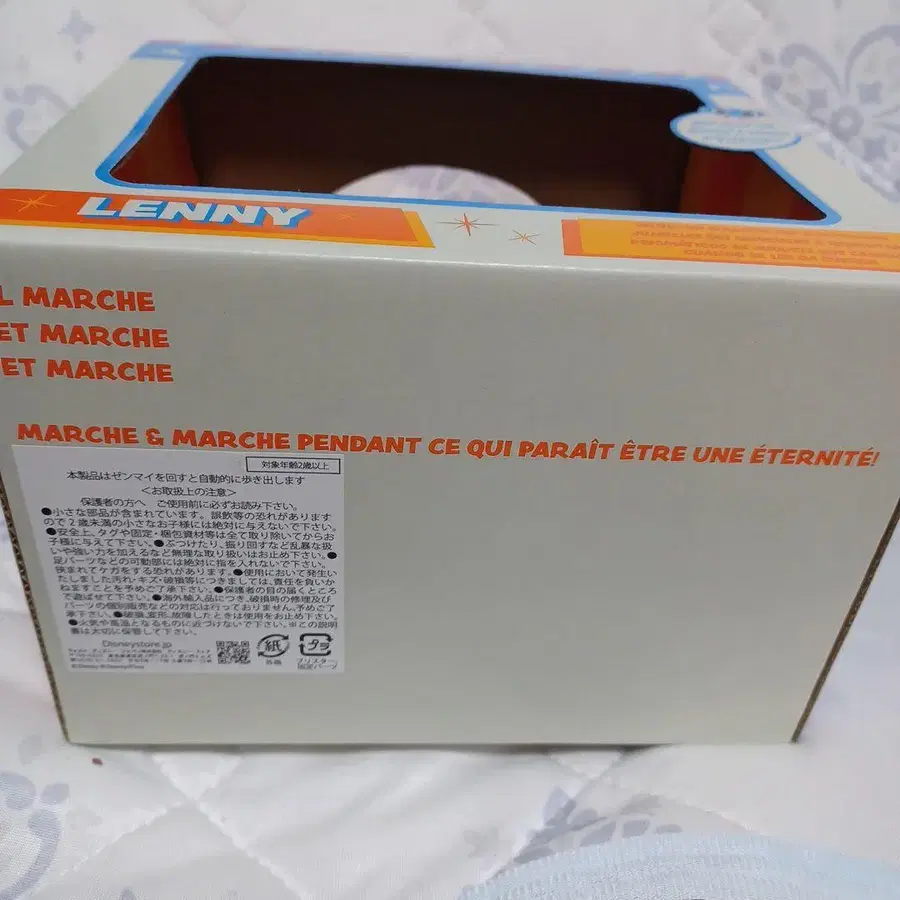 LENNY
L MARCHE
ET MARCHE
ET MARCHE
MARCHE & MARCHE PENDANT CE QUI PARAÎT ÊTRE UNE ÉTERNITÉ!
対象年齢2歳以上
本製品はゼンマイを回すと自動的に歩き出します
<お取扱上の注意>
保護者の方へ ご使用前に必ずお読み下さい。
●小さな部品が含まれています。誤飲等の恐れがあります
ので2歳未満の小さなお子様には絶対に与えないで下さい。
●安全上、タグや固定・梱包資材等は全て取り除いてからお
子様に与えて下さい。●ぶつけたり、振り回すなど乱暴な扱
いや強い力を加えるなど無理な取り扱いはお止め下さい。●
足パーツなどの可動部には絶対に指を入れないで下さい。
挟まれてケガをする恐れがあります。●使用において発生い
たしました汚れ・キズ・破損等につきましては、責任を負いか
ねますことを予めご了承下さい。●保護者の目の届くところ
で遊ばせて下さい。●海外輸入品につき、破損時の修理及び
パーツの個別販売などの対応は行っておりません。予めご了
承下さい。●破損、変形、故障したときは使用をお止め下さい。
●火気や高温となるものに近づけないで下さい。※この説明
書は大切に保管して下さい。
Disneystore.jp
紙
外箱
プラ
ブリスター・
固定パーツ